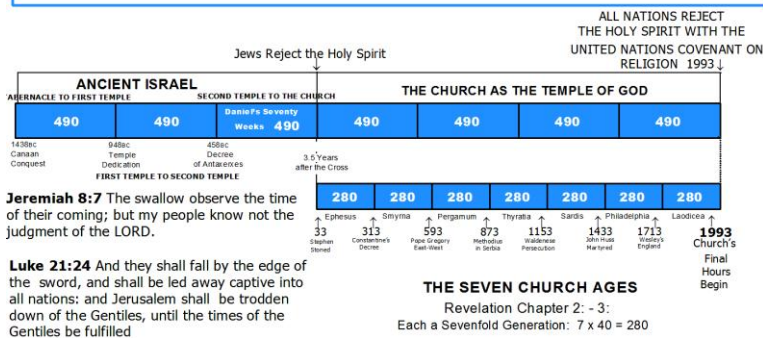 ALL NATIONS REJECT
THE HOLY SPIRIT WITH THE
UNITED NATIONS COVENANT ON
RELIGION 1993
Jews Reject the Holy Spirit
ANCIENT ISRAEL
THE CHURCH AS THE TEMPLE OF GOD
ABERNACLE TO FIRST TEMPLE
SECOND TEMPLE TO THE CHURCH
490
490
Daniel's Seventy
Weeks 490
490
490
490
490
1438BC
Canaan
Conquest
948BC
Temple
Dedication
458BC
Decree
of Antaxerxes
3.5 Years
after the Cross
FIRST TEMPLE TO SECOND TEMPLE
280
280
280
280
280
280
280
Ephesus
Smyrna
Pergamum
Thyratia
Sardis
Philadelphia
Laodicea
33
Stephen
Stoned
313
Constantine's
Decree
593
Pope Gregory
East-West
873
Methodius
in Serbia
1153
Waldenese
Persecution
1433
John Huss
Martyred
1713
Wesley's
England
1993
Church's
Final
Hours
Begin
Jeremiah 8:7 The swallow observe the time
of their coming; but my people know not the
judgment of the LORD.
Luke 21:24 And they shall fall by the edge of
the sword, and shall be led away captive into
all nations: and Jerusalem shall be trodden
down of the Gentiles, until the times of the
Gentiles be fulfilled
THE SEVEN CHURCH AGES
Revelation Chapter 2: - 3:
Each a Sevenfold Generation: 7 x 40 = 280